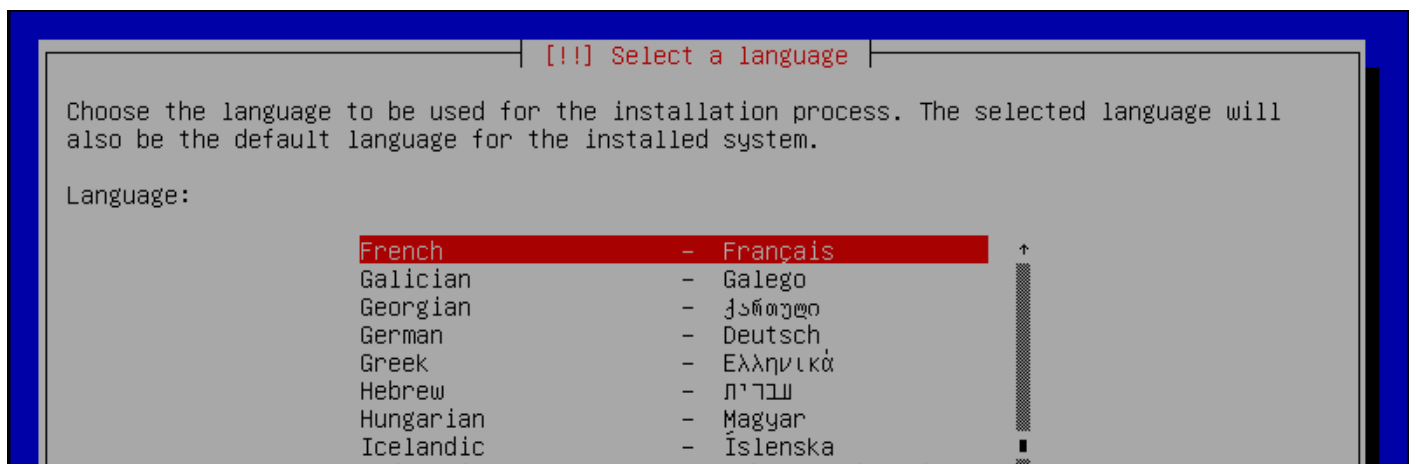 [!!] Select a language
Choose the language to be used for the installation process. The selected language will
also be the default language for the installed system.
Language:
French - Français
Galician - Galego
Georgian - ქართული
German - Deutsch
Greek - Ελληνικά
Hebrew - עברית
Hungarian - Magyar
Icelandic - Íslenska